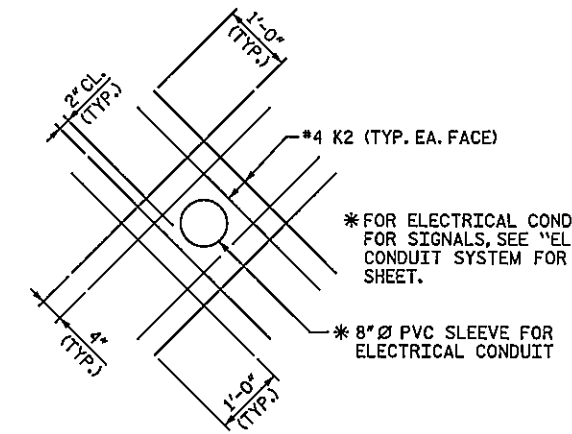 1'-0"
(TYP.)
2" CL.
(TYP.)
#4 K2 (TYP. EA. FACE)
*FOR ELECTRICAL COND
FOR SIGNALS, SEE "EL
CONDUIT SYSTEM FOR
SHEET.
* 8"Ø PVC SLEEVE FOR
ELECTRICAL CONDUIT
4"
(TYP.)
1'-0"
(TYP.)